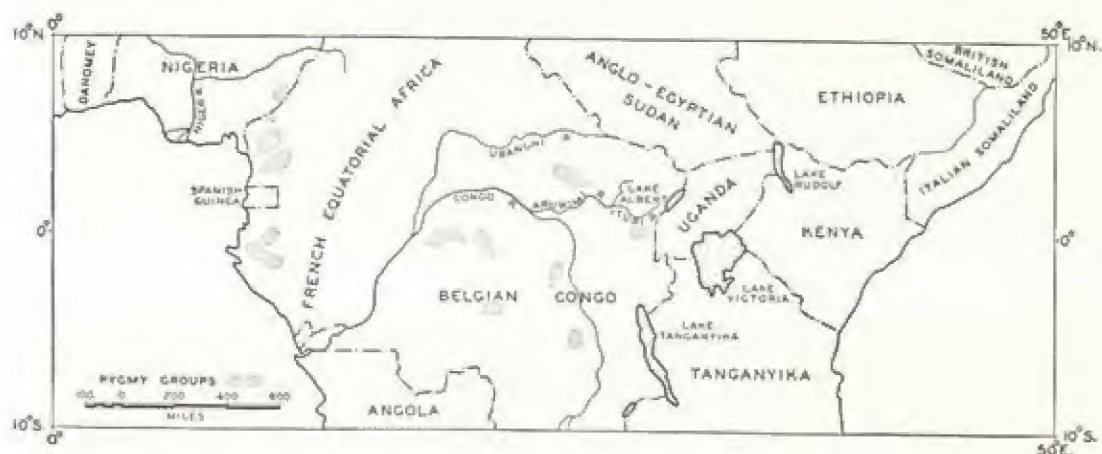 10°N
0°
50°E.
10°N.
DAHOMEY
NIGERIA
NIGER R.
FRENCH EQUATORIAL AFRICA
ANGLO-EGYPTIAN
SUDAN
ETHIOPIA
BRITISH
SOMALILAND
ITALIAN SOMALILAND
UBANGHI R.
SPANISH
GUINEA
CONGO R.
ARUWIMI R.
ITURI R.
LAKE
ALBERT
UGANDA
LAKE
RUDOLF
KENYA
0°
0°
BELGIAN CONGO
LAKE
VICTORIA
LAKE
TANGANYIKA
TANGANYIKA
PYGMY GROUPS
100 0 200 400 600
MILES
ANGOLA
10°S.
0°
10°S.
50°E.